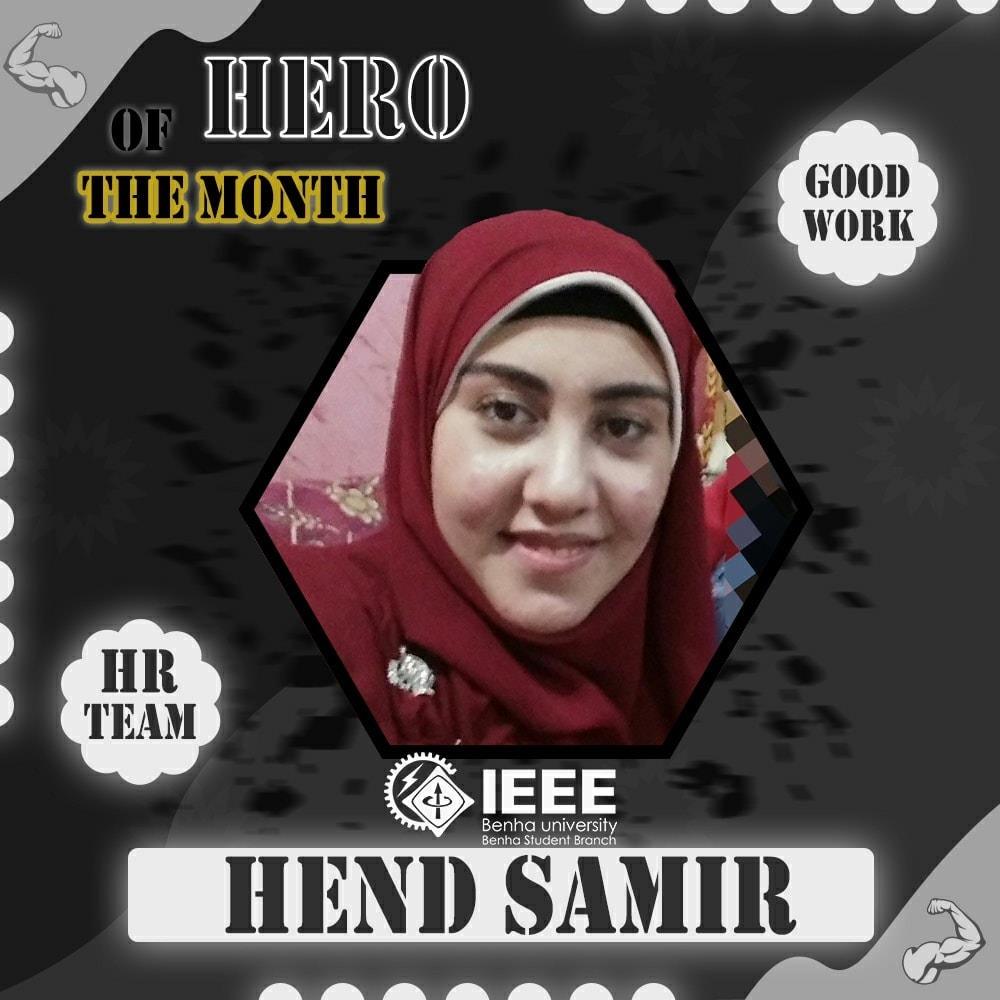 HERO
OF
THE MONTH
GOOD
WORK
HR
TEAM
IEEE
Benha university
Benha Student Branch
HEND SAMIR